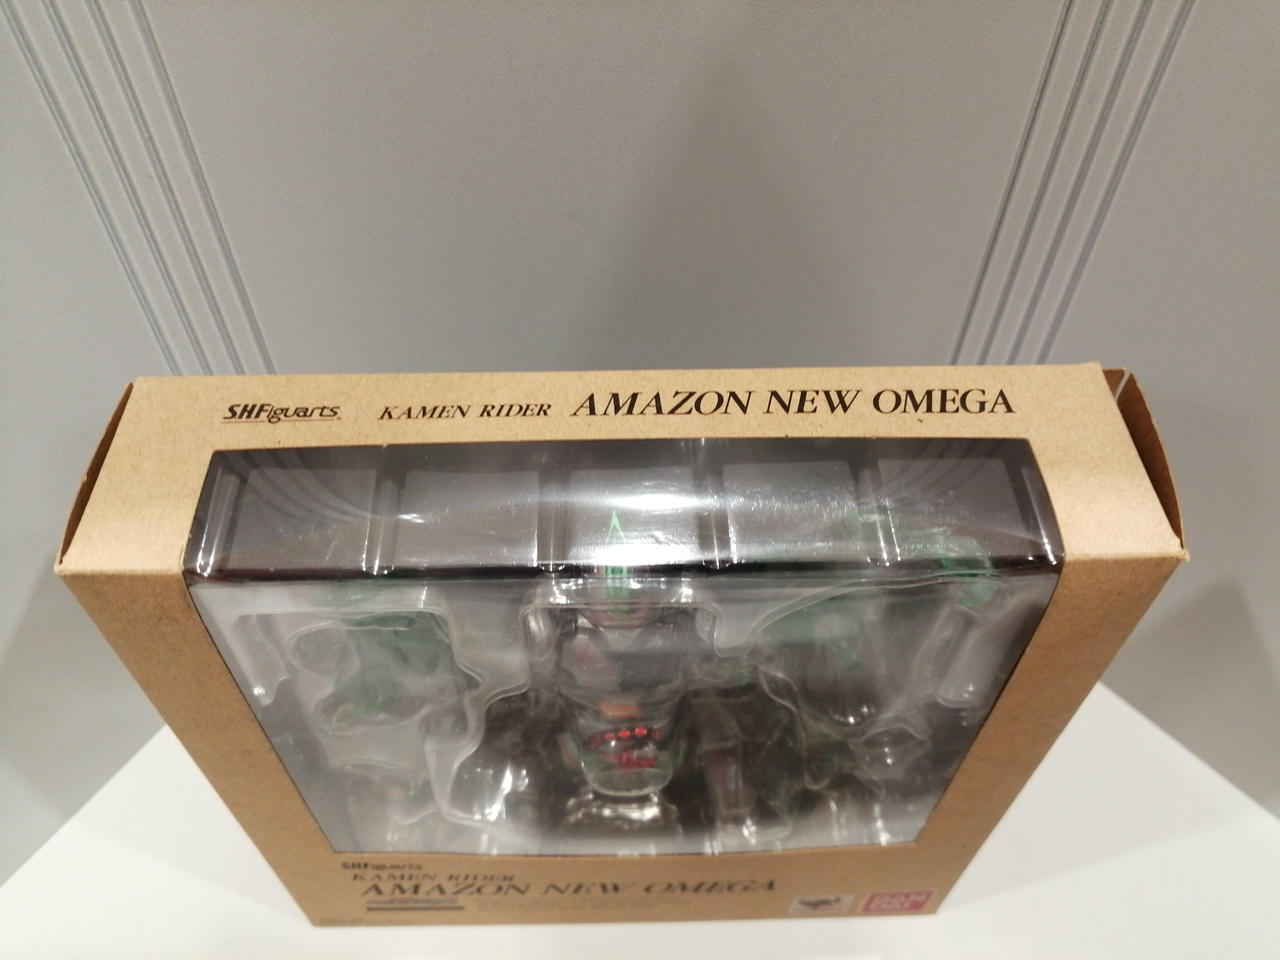 SHFiguarts KAMEN RIDER AMAZON NEW OMEGA
SHFiguarts
KAMEN RIDER
AMAZON NEW OMEGA
BANDAI